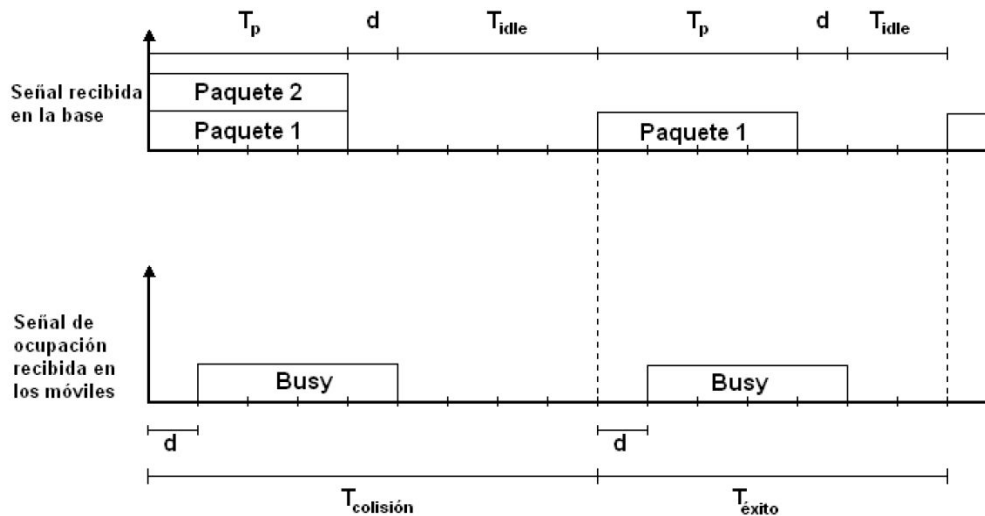 Tp d Tidle Tp d Tidle
Señal recibida
en la base
Paquete 2
Paquete 1
Paquete 1
Señal de
ocupación
recibida en
los móviles
Busy
Busy
d
d
Tcolisión
Téxito